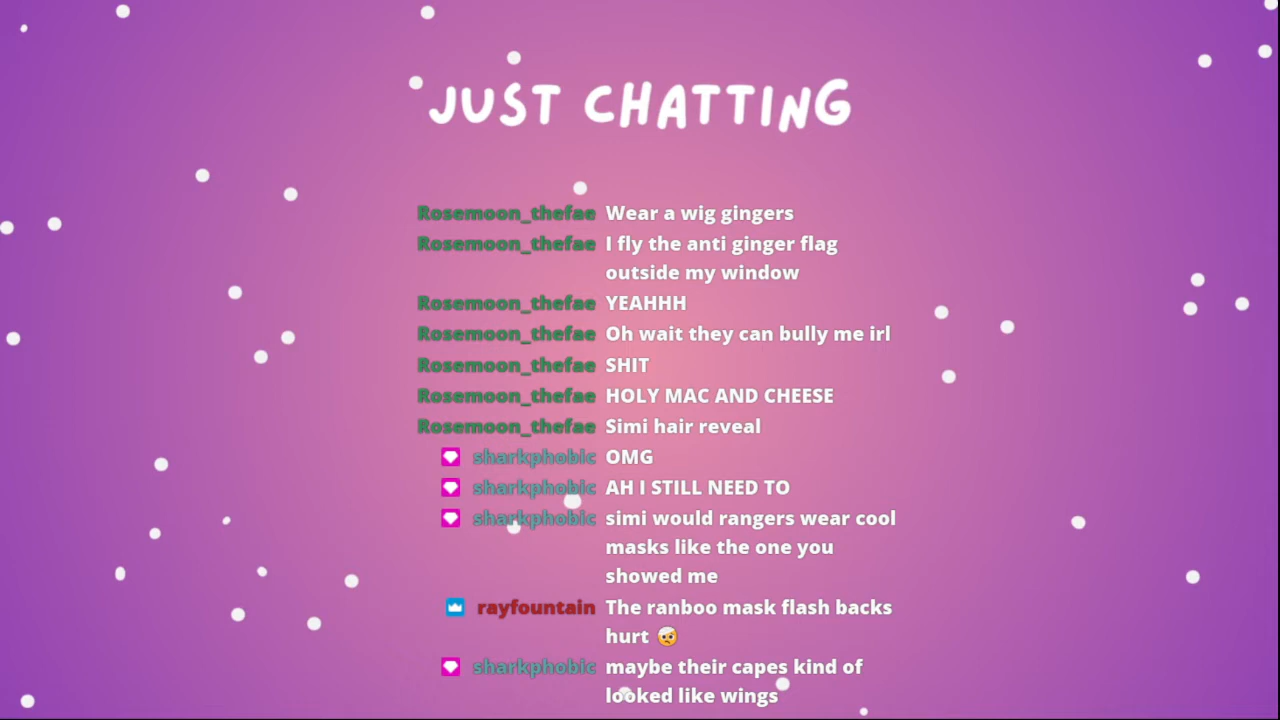 JUST CHATTING
Rosemoon_thefae Wear a wig gingers
Rosemoon_thefae I fly the anti ginger flag
outside my window
Rosemoon_thefae YEAHHH
Rosemoon_thefae Oh wait they can bully me irl
Rosemoon_thefae SHIT
Rosemoon_thefae HOLY MAC AND CHEESE
Rosemoon_thefae Simi hair reveal
sharkphobic OMG
sharkphobic AH I STILL NEED TO
sharkphobic simi would rangers wear cool
masks like the one you
showed me
rayfountain The ranboo mask flash backs
hurt 🤕
sharkphobic maybe their capes kind of
looked like wings